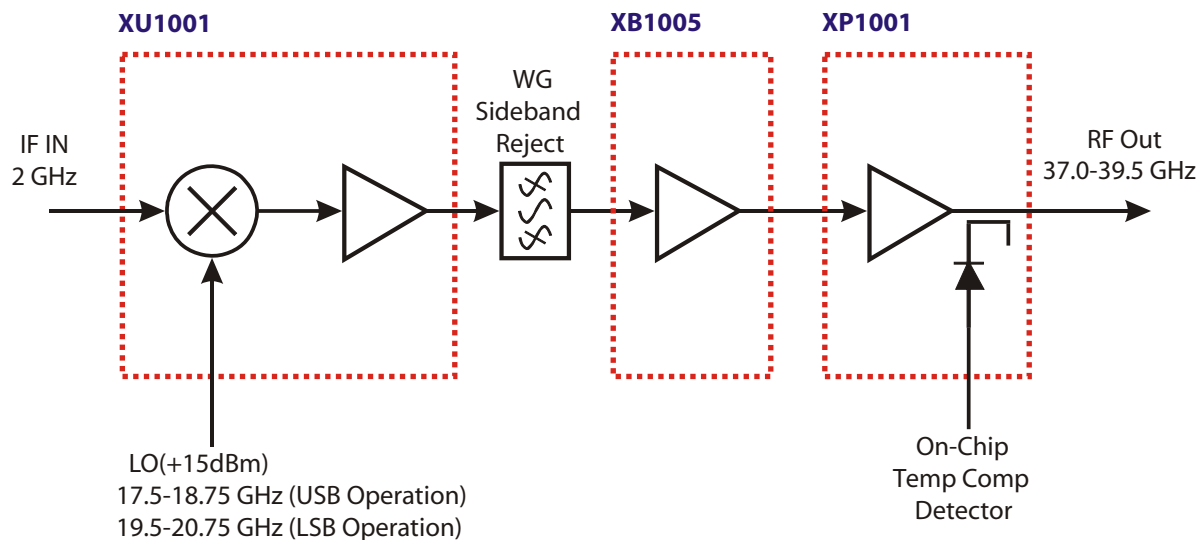 XU1001
XB1005
XP1001
WG
Sideband
Reject
IF IN
2 GHz
RF Out
37.0-39.5 GHz
LO(+15dBm)
17.5-18.75 GHz (USB Operation)
19.5-20.75 GHz (LSB Operation)
On-Chip
Temp Comp
Detector